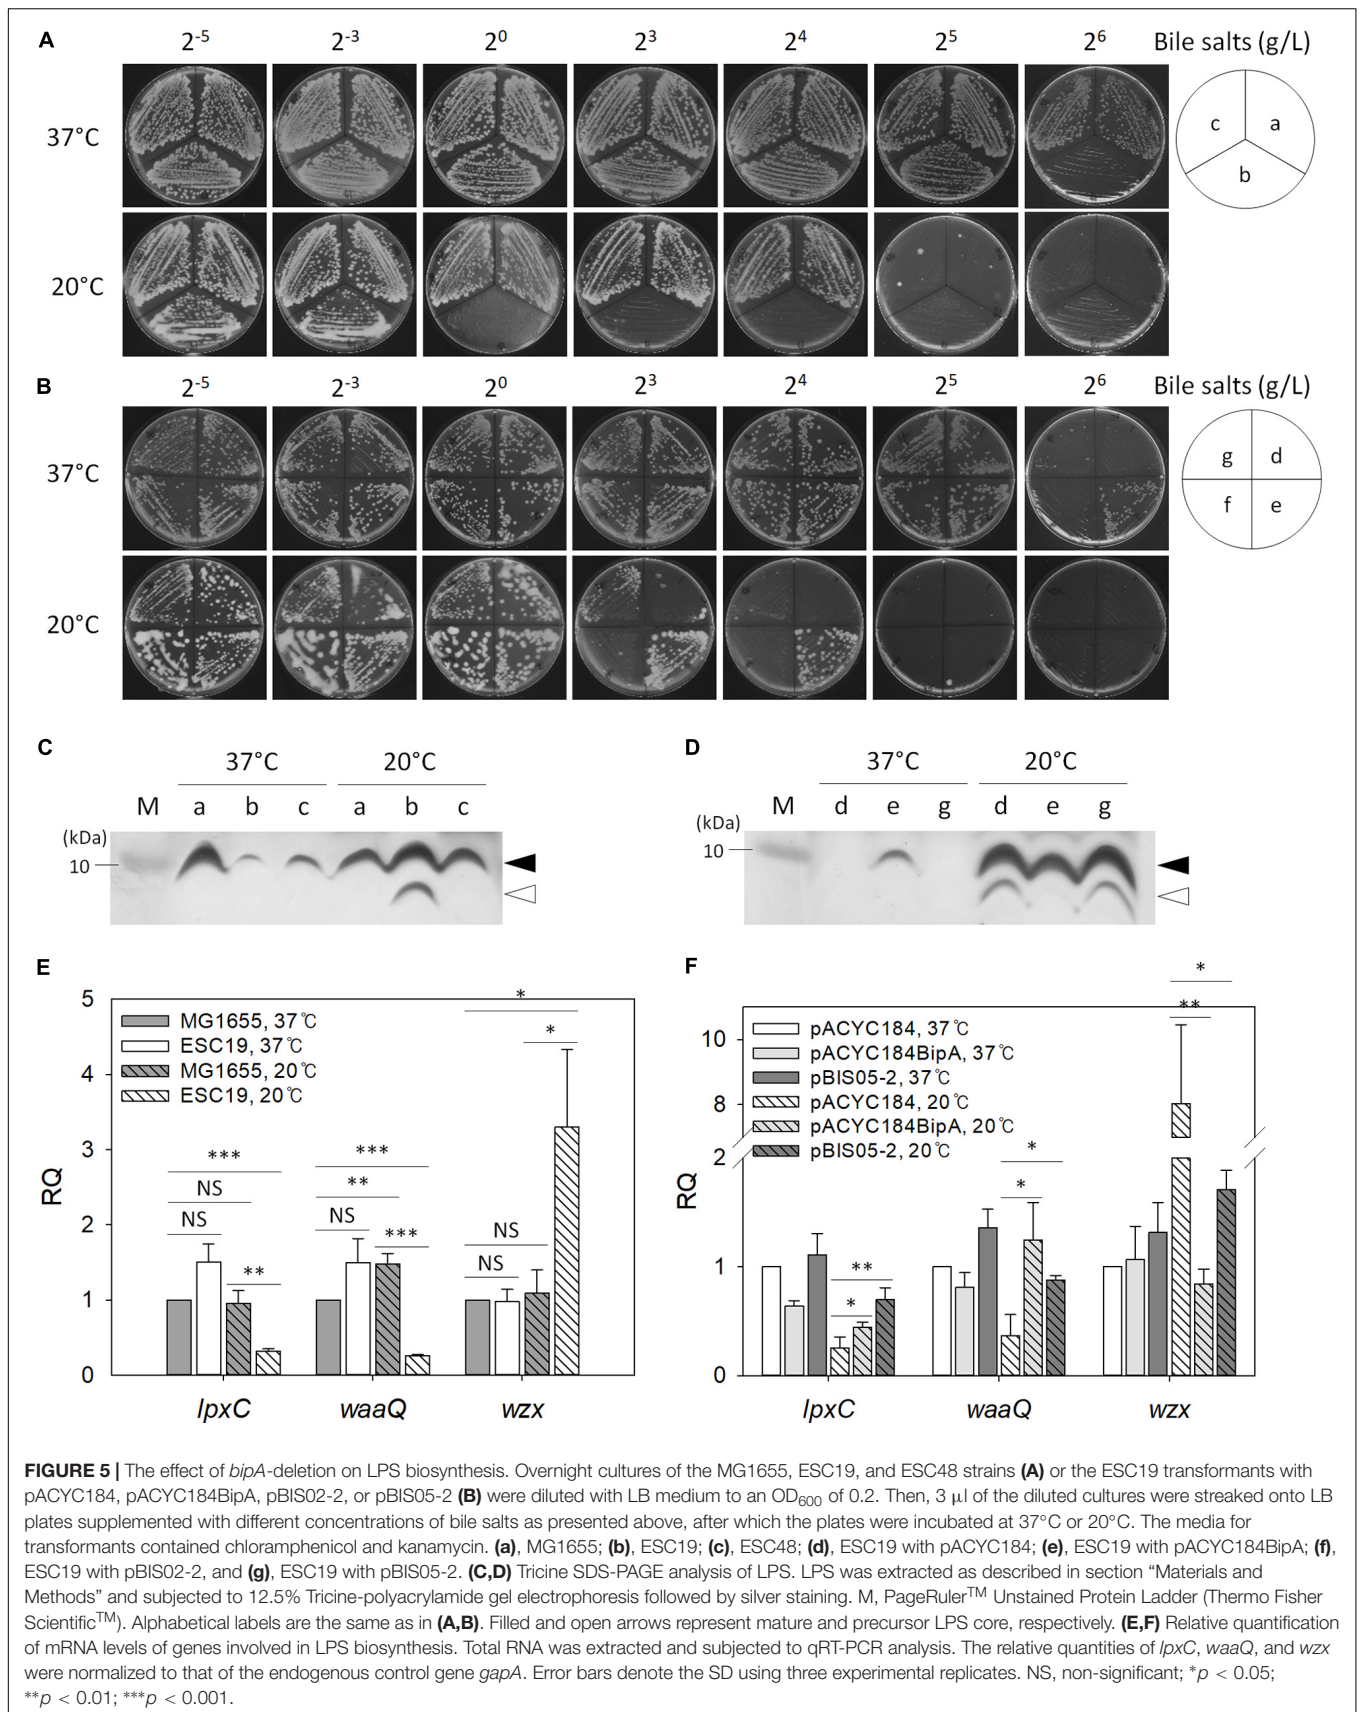 A
2⁻⁵ 2⁻³ 2⁰ 2³ 2⁴ 2⁵ 2⁶ Bile salts (g/L)
37°C
c a
b
20°C
B
2⁻⁵ 2⁻³ 2⁰ 2³ 2⁴ 2⁵ 2⁶ Bile salts (g/L)
37°C
g d
f e
20°C
C
37°C 20°C
M a b c a b c
(kDa)
10
D
37°C 20°C
M d e g d e g
(kDa)
10
E
5
4
3
2
1
0
RQ
MG1655, 37℃
ESC19, 37℃
MG1655, 20℃
ESC19, 20℃
***
NS
NS
**
***
**
NS
***
*
*
NS
NS
lpxC waaQ wzx
F
10
8
2
1
0
RQ
pACYC184, 37℃
pACYC184BipA, 37℃
pBIS05-2, 37℃
pACYC184, 20℃
pACYC184BipA, 20℃
pBIS05-2, 20℃
**
*
*
*
*
**
lpxC waaQ wzx
FIGURE 5 | The effect of bipA-deletion on LPS biosynthesis. Overnight cultures of the MG1655, ESC19, and ESC48 strains (A) or the ESC19 transformants with
pACYC184, pACYC184BipA, pBIS02-2, or pBIS05-2 (B) were diluted with LB medium to an OD₆₀₀ of 0.2. Then, 3 μl of the diluted cultures were streaked onto LB
plates supplemented with different concentrations of bile salts as presented above, after which the plates were incubated at 37°C or 20°C. The media for
transformants contained chloramphenicol and kanamycin. (a), MG1655; (b), ESC19; (c), ESC48; (d), ESC19 with pACYC184; (e), ESC19 with pACYC184BipA; (f),
ESC19 with pBIS02-2, and (g), ESC19 with pBIS05-2. (C,D) Tricine SDS-PAGE analysis of LPS. LPS was extracted as described in section “Materials and
Methods” and subjected to 12.5% Tricine-polyacrylamide gel electrophoresis followed by silver staining. M, PageRuler™ Unstained Protein Ladder (Thermo Fisher
Scientific™). Alphabetical labels are the same as in (A,B). Filled and open arrows represent mature and precursor LPS core, respectively. (E,F) Relative quantification
of mRNA levels of genes involved in LPS biosynthesis. Total RNA was extracted and subjected to qRT-PCR analysis. The relative quantities of lpxC, waaQ, and wzx
were normalized to that of the endogenous control gene gapA. Error bars denote the SD using three experimental replicates. NS, non-significant; *p < 0.05;
**p < 0.01; ***p < 0.001.